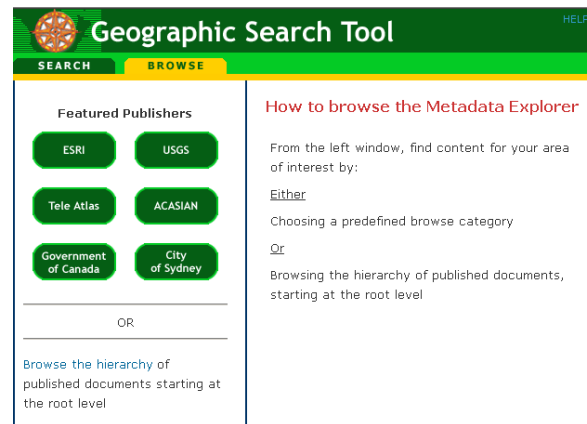 Geographic Search Tool
HELP
SEARCH
BROWSE
Featured Publishers
ESRI
USGS
Tele Atlas
ACASIAN
Government
of Canada
City
of Sydney
OR
Browse the hierarchy of
published documents starting at
the root level
How to browse the Metadata Explorer
From the left window, find content for your area
of interest by:
Either
Choosing a predefined browse category
Or
Browsing the hierarchy of published documents,
starting at the root level